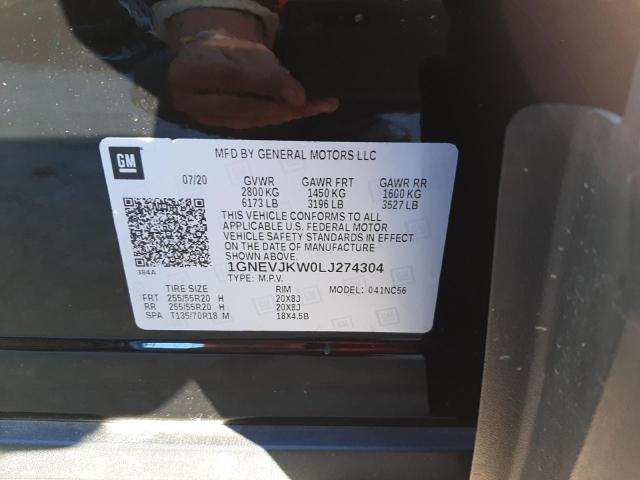 GM
MFD BY GENERAL MOTORS LLC
07/20 GVWR GAWR FRT GAWR RR
2800 KG 1450 KG 1600 KG
6173 LB 3196 LB 3527 LB
THIS VEHICLE CONFORMS TO ALL
APPLICABLE U.S. FEDERAL MOTOR
VEHICLE SAFETY STANDARDS IN EFFECT
ON THE DATE OF MANUFACTURE
SHOWN ABOVE.
384A
1GNEVJKW0LJ274304
TYPE: M.P.V. MODEL: 041NC56
TIRE SIZE RIM
FRT 255/55R20 H 20X8J
RR 255/55R20 H 20X8J
SPA T135/70R18 M 18X4.5B